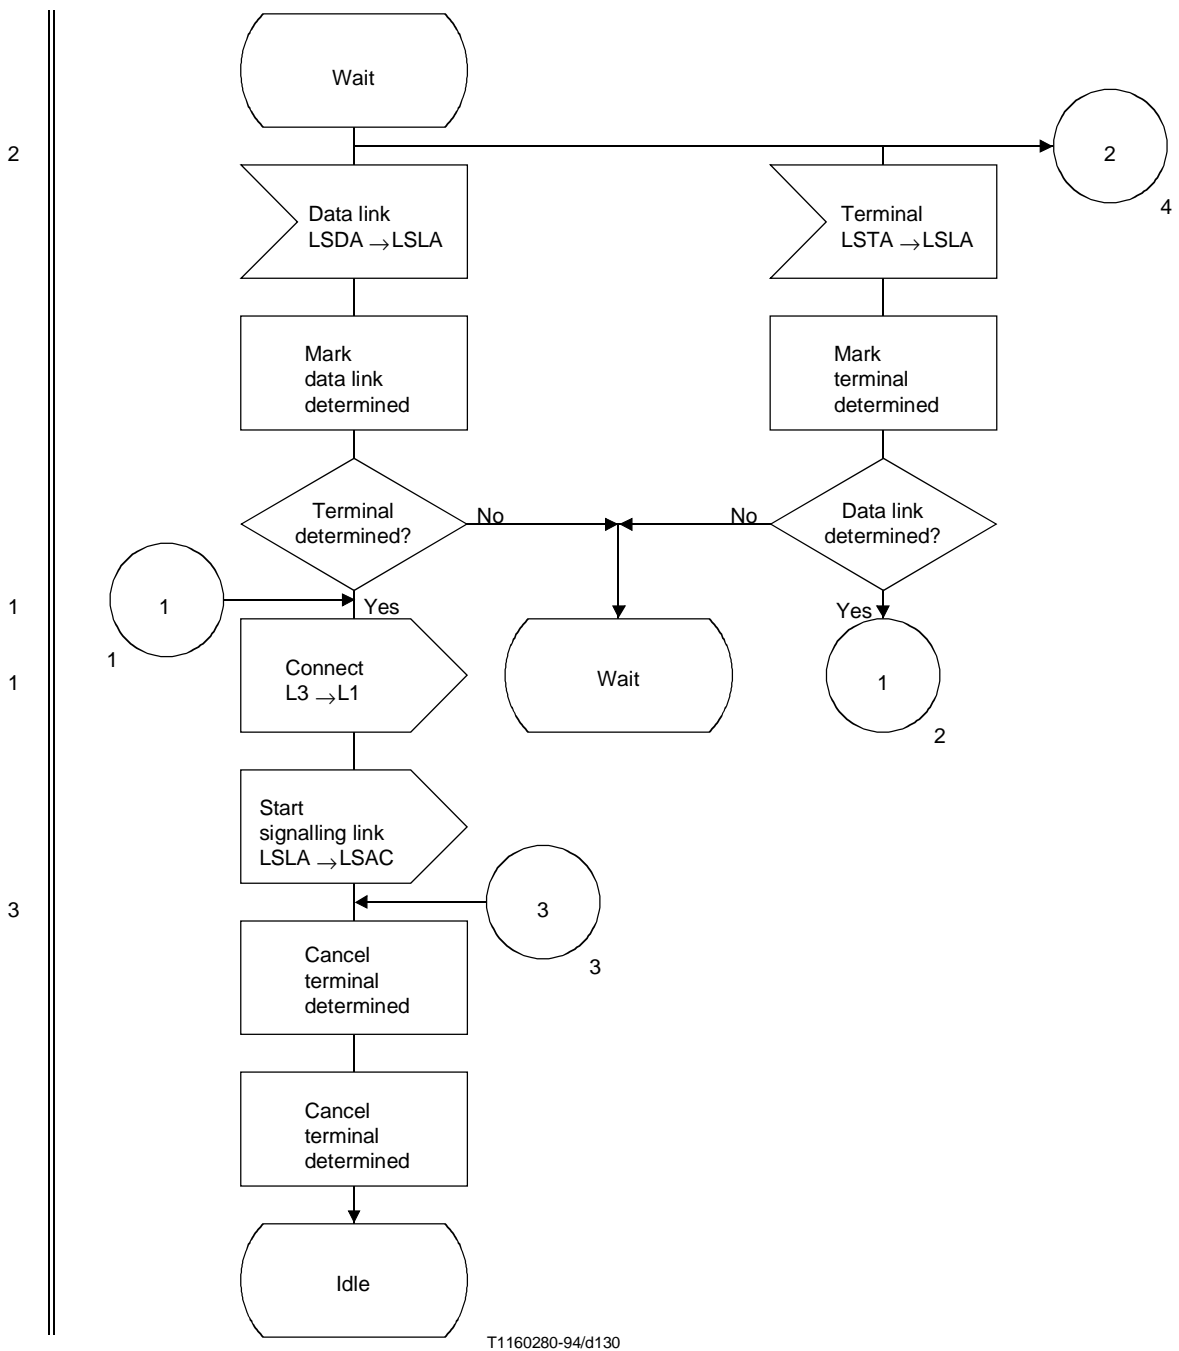 Wait
2
2
4
Data link
LSDA →LSLA
Terminal
LSTA →LSLA
Mark
data link
determined
Mark
terminal
determined
Terminal
determined?
No
No
Data link
determined?
1
1
1
Yes
Yes
1
Connect
L3 →L1
Wait
1
2
Start
signalling link
LSLA →LSAC
3
3
3
Cancel
terminal
determined
Cancel
terminal
determined
Idle
T1160280-94/d130